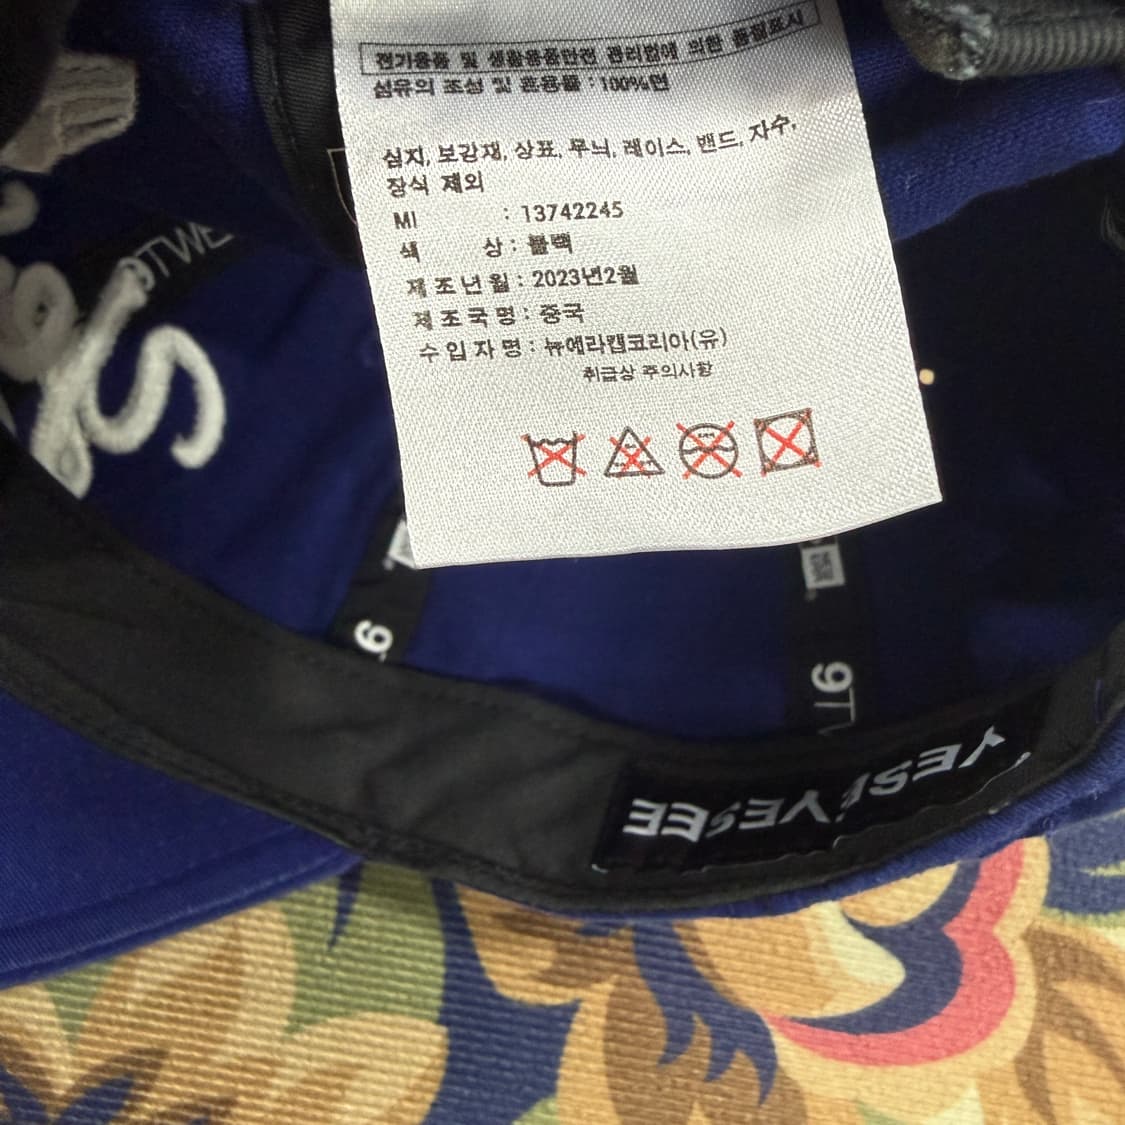 전기용품 및 생활용품안전 관리법에 의한 품질표시
섬유의 조성 및 혼용률 : 100%면
심지, 보강재, 상표, 무늬, 레이스, 밴드, 자수,
장식 제외
MI : 13742245
색 상 : 블랙
제조년월 : 2023년2월
제조국명 : 중국
수입자명 : 뉴에라캡코리아(유)
취급상 주의사항
9T
YESEYESEE